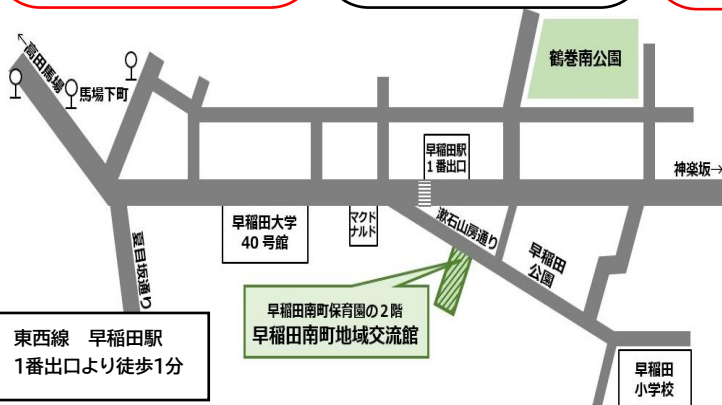 鶴巻南公園
↖高田馬場
馬場下町
早稲田駅
1番出口
神楽坂→
早稲田大学
40号館
マクド
ナルド
漱石山房通り
早稲田
公園
夏目坂通り
早稲田南町保育園の2階
早稲田南町地域交流館
東西線　早稲田駅
1番出口より徒歩1分
早稲田
小学校